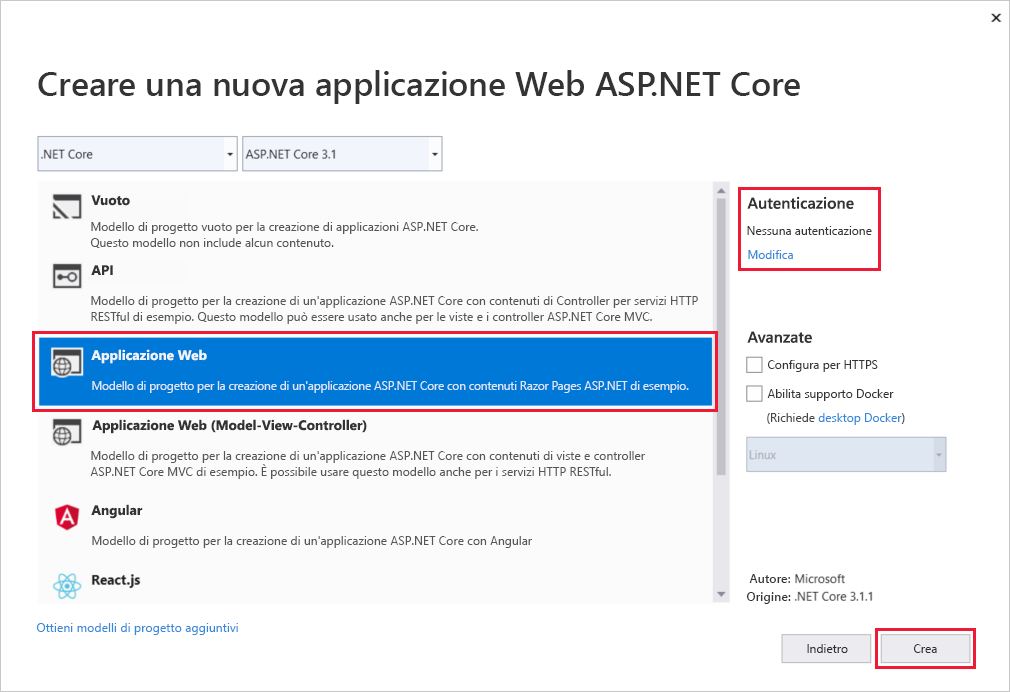 Creare una nuova applicazione Web ASP.NET Core
.NET Core
ASP.NET Core 3.1
Vuoto
Modello di progetto vuoto per la creazione di applicazioni ASP.NET Core.
Questo modello non include alcun contenuto.
API
Modello di progetto per la creazione di un'applicazione ASP.NET Core con contenuti di Controller per servizi HTTP
RESTful di esempio. Questo modello può essere usato anche per le viste e i controller ASP.NET Core MVC.
Applicazione Web
Modello di progetto per la creazione di un'applicazione ASP.NET Core con contenuti Razor Pages ASP.NET di esempio.
Applicazione Web (Model-View-Controller)
Modello di progetto per la creazione di un'applicazione ASP.NET Core con contenuti di viste e controller
ASP.NET Core MVC di esempio. È possibile usare questo modello anche per i servizi HTTP RESTful.
Angular
Modello di progetto per la creazione di un'applicazione ASP.NET Core con Angular
React.js
Ottieni modelli di progetto aggiuntivi
Autenticazione
Nessuna autenticazione
Modifica
Avanzate
Configura per HTTPS
Abilita supporto Docker
(Richiede desktop Docker)
Linux
Autore: Microsoft
Origine: .NET Core 3.1.1
Indietro
Crea